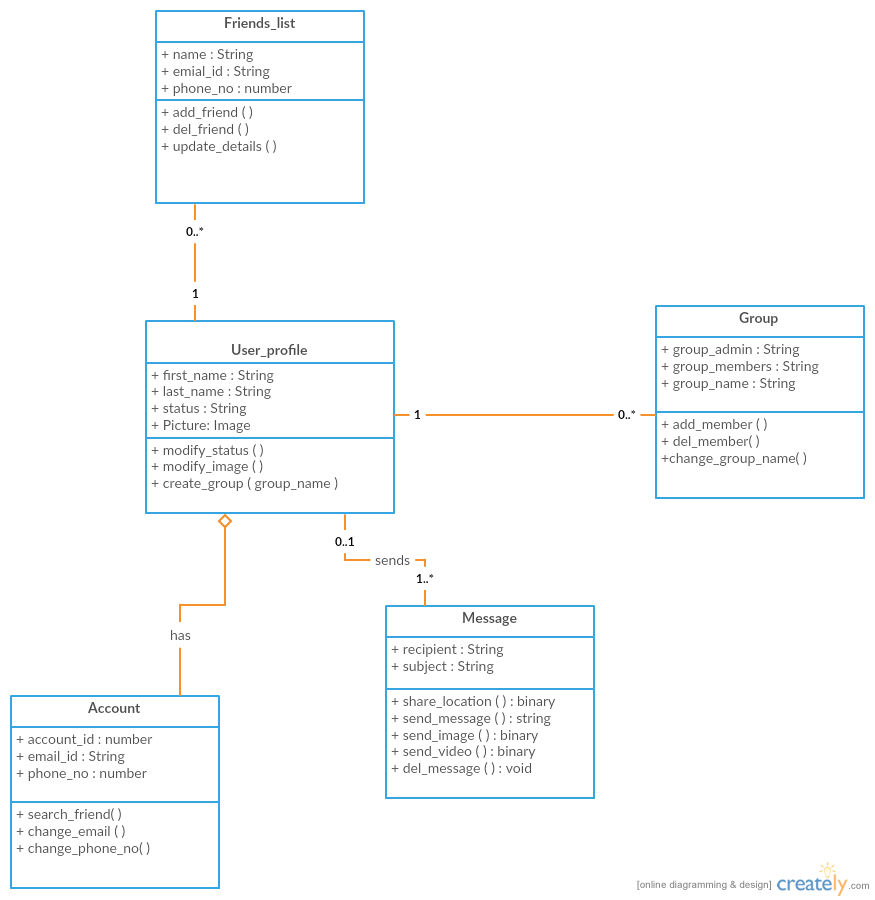 Friends_list
+ name : String
+ emial_id : String
+ phone_no : number
+ add_friend ( )
+ del_friend ( )
+ update_details ( )
0..*
1
User_profile
+ first_name : String
+ last_name : String
+ status : String
+ Picture: Image
+ modify_status ( )
+ modify_image ( )
+ create_group ( group_name )
1
0..*
Group
+ group_admin : String
+ group_members : String
+ group_name : String
+ add_member ( )
+ del_member( )
+change_group_name( )
0..1
sends
1..*
has
Message
+ recipient : String
+ subject : String
+ share_location ( ) : binary
+ send_message ( ) : string
+ send_image ( ) : binary
+ send_video ( ) : binary
+ del_message ( ) : void
Account
+ account_id : number
+ email_id : String
+ phone_no : number
+ search_friend( )
+ change_email ( )
+ change_phone_no( )
[online diagramming & design] creately.com